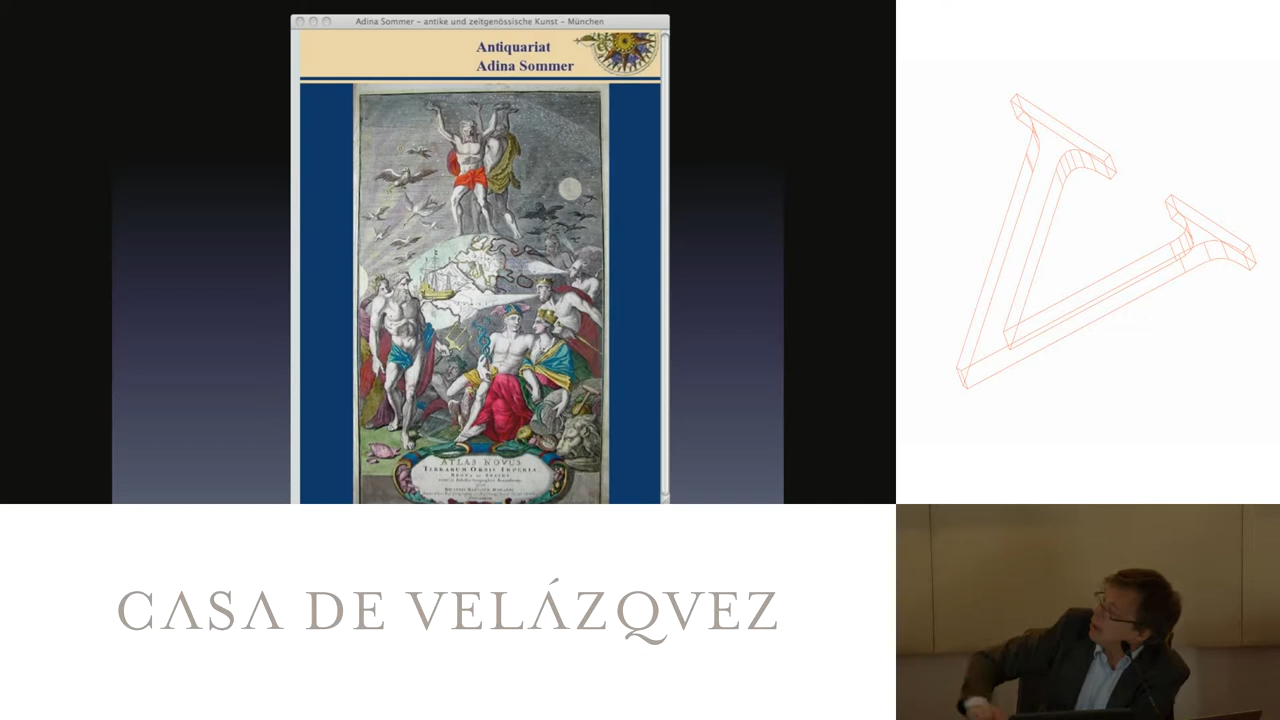 Adina Sommer – antike und zeitgenössische Kunst – München
Antiquariat
Adina Sommer
ATLAS NOVUS
TERRARUM ORBIS IMPERIA
CASA DE VELÁZQVEZ